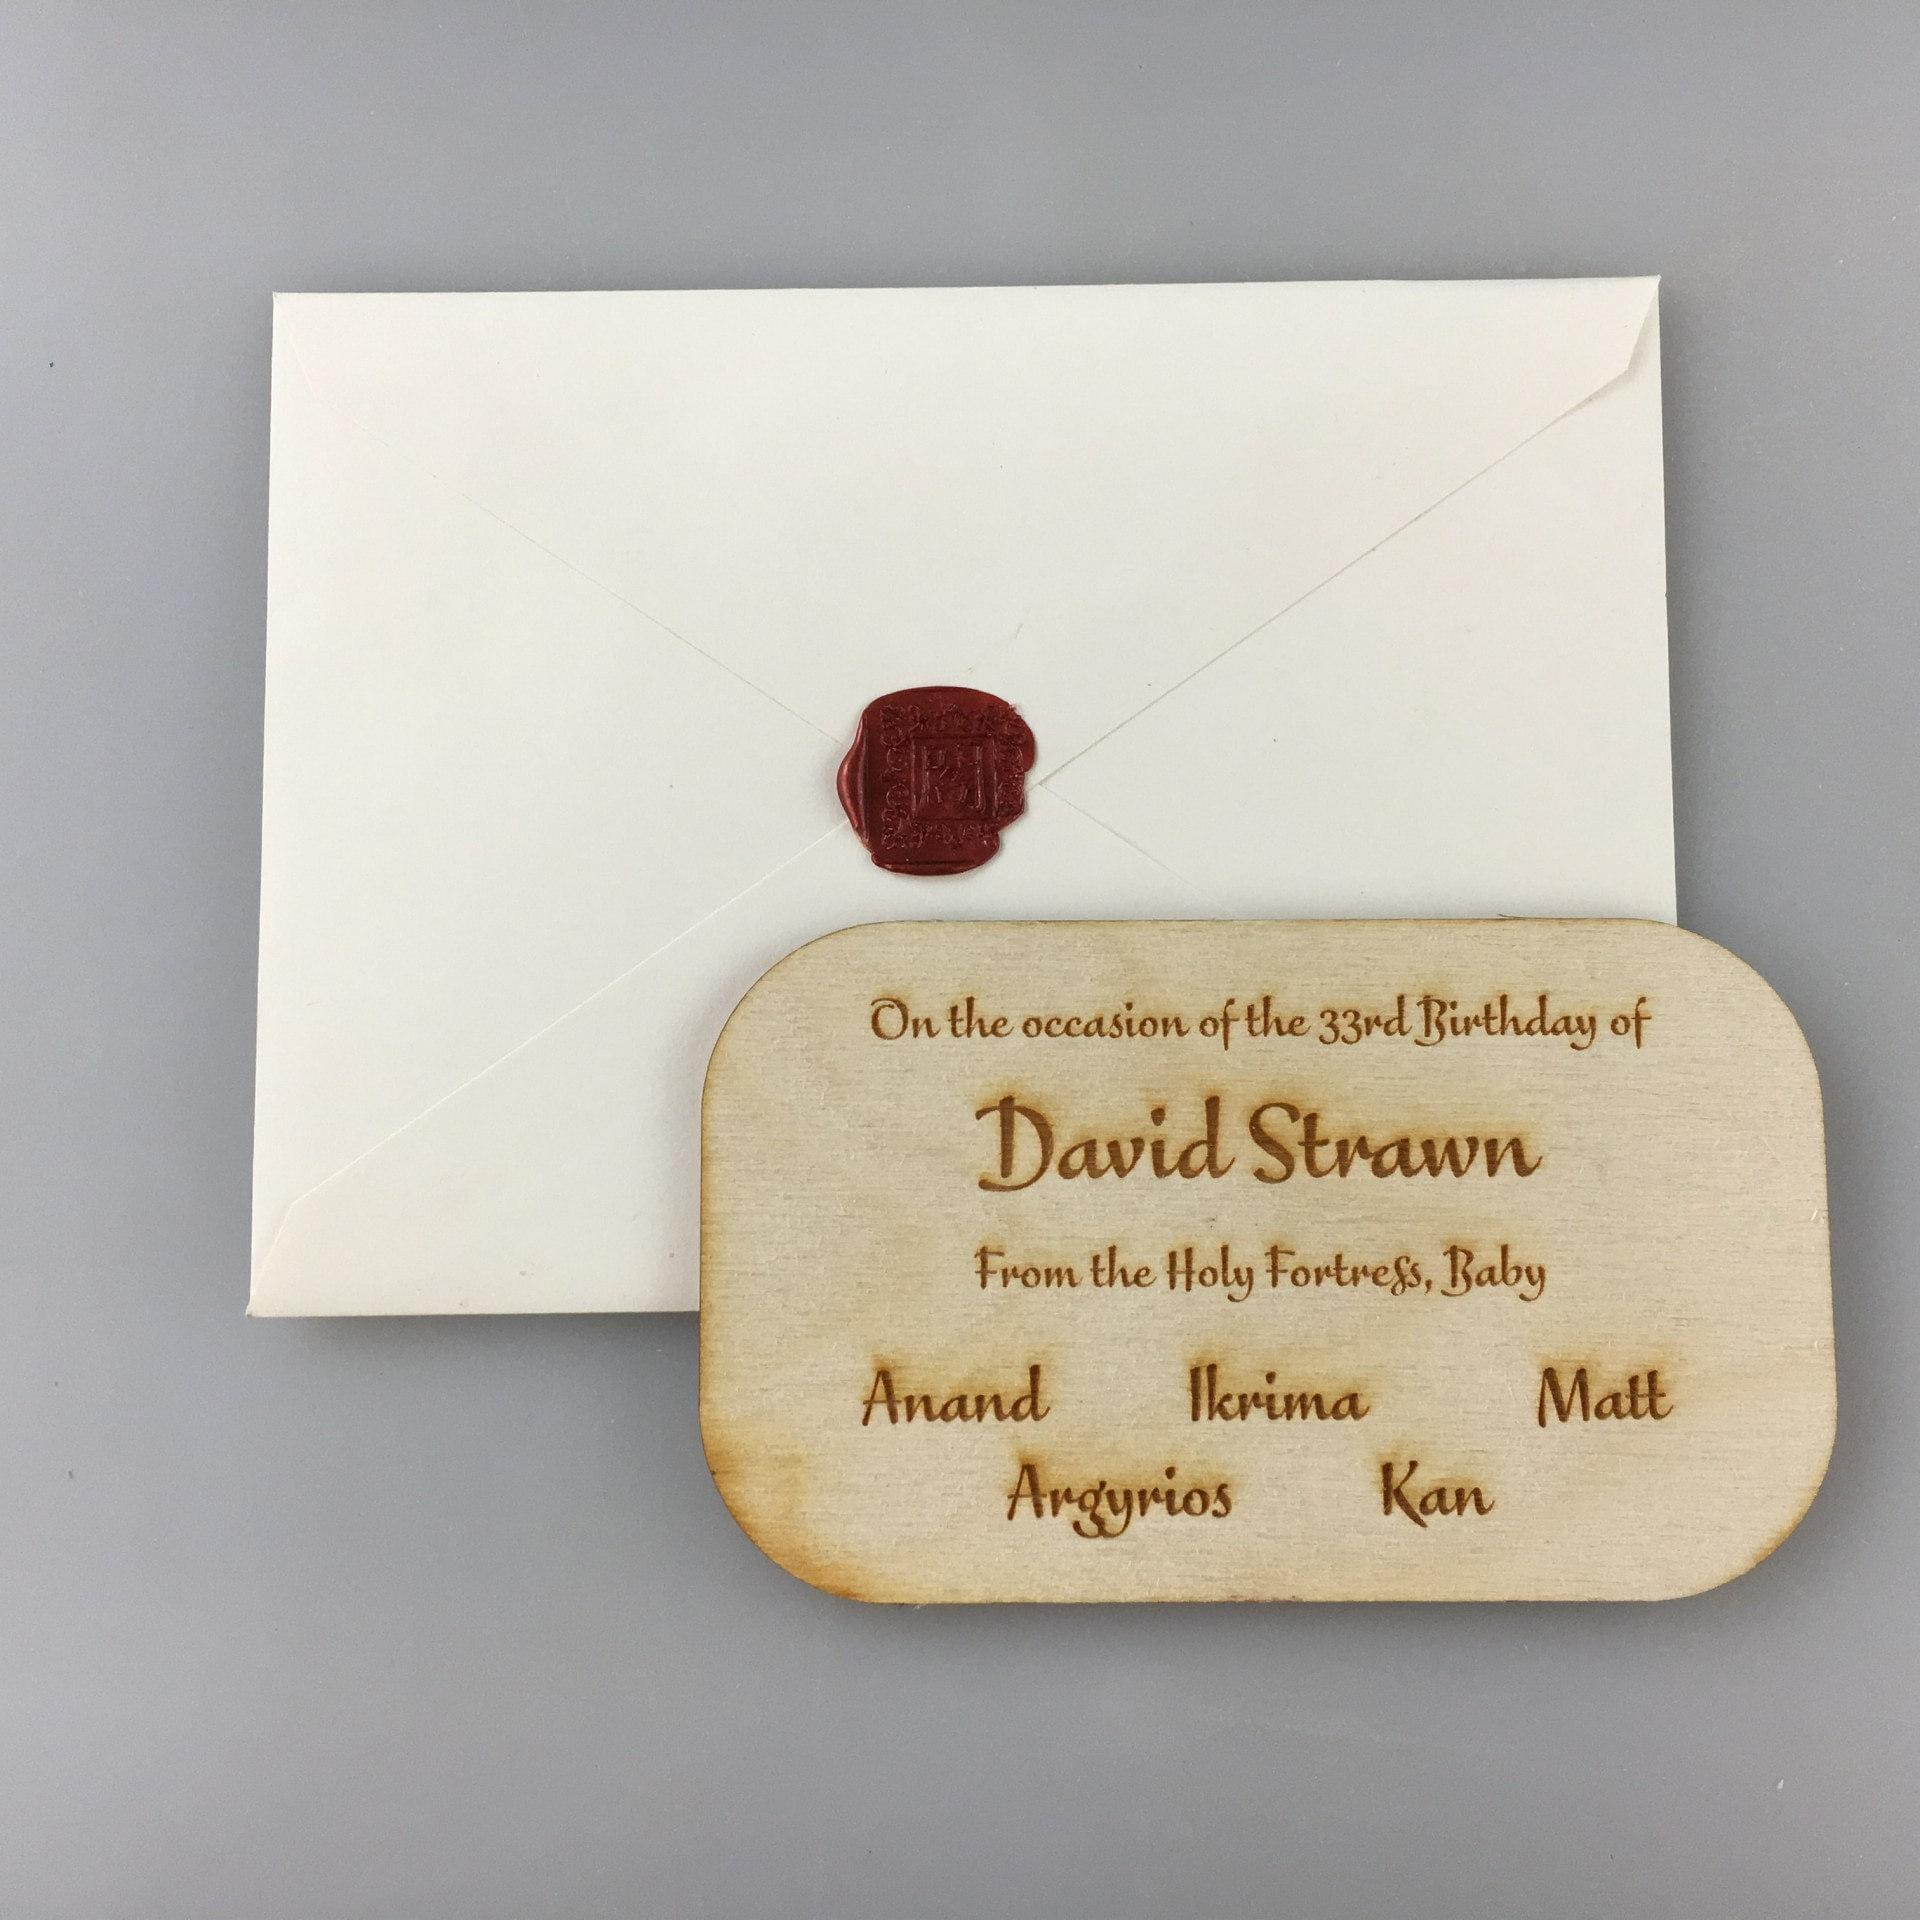 On the occasion of the 33rd Birthday of
David Strawn
From the Holy Fortress, Baby
Anand Ikrima Matt
Argyrios Kan